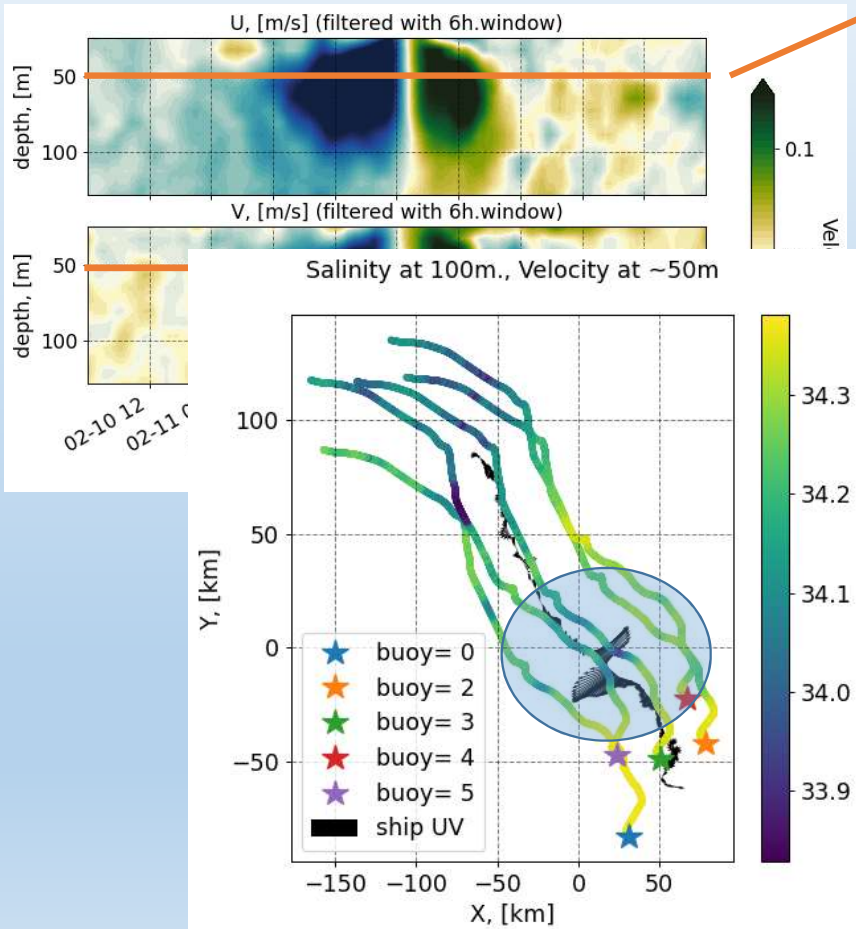 U, [m/s] (filtered with 6h.window)
depth, [m]
50
100
0.1
V, [m/s] (filtered with 6h.window)
depth, [m]
50
100
02-10 12
02-11
Salinity at 100m., Velocity at ~50m
Y, [km]
100
50
0
−50
buoy= 0
buoy= 2
buoy= 3
buoy= 4
buoy= 5
ship UV
−150
−100
−50
0
50
X, [km]
34.3
34.2
34.1
34.0
33.9